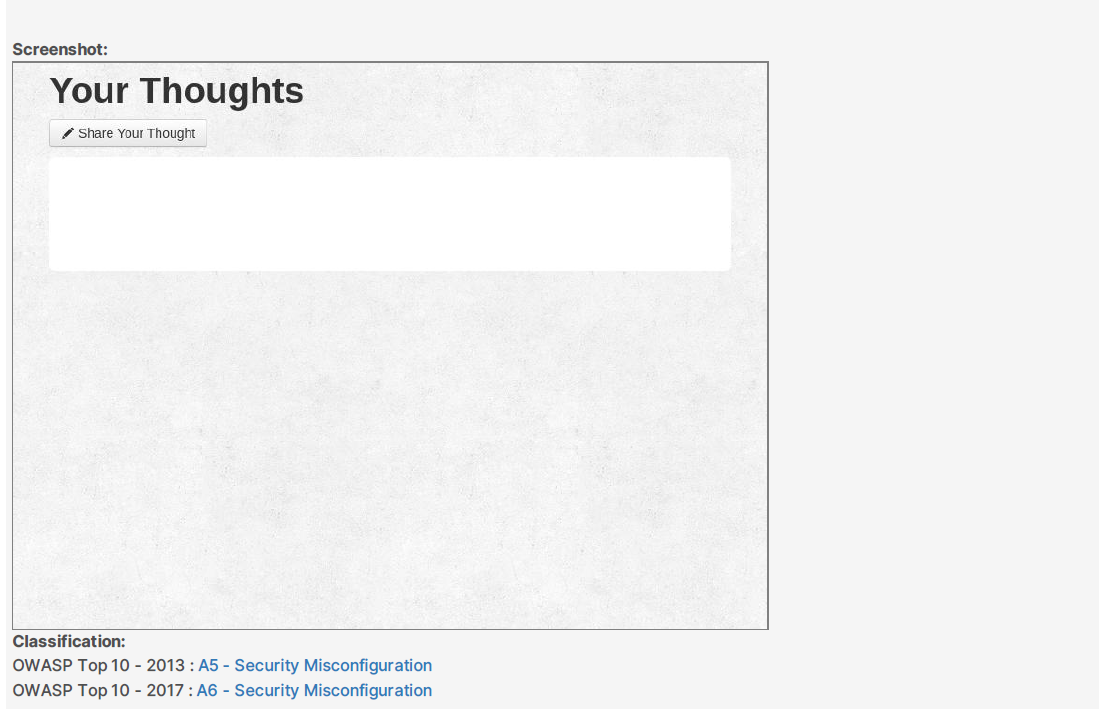 Screenshot:
Your Thoughts
Share Your Thought
Classification:
OWASP Top 10 - 2013 : A5 - Security Misconfiguration
OWASP Top 10 - 2017 : A6 - Security Misconfiguration